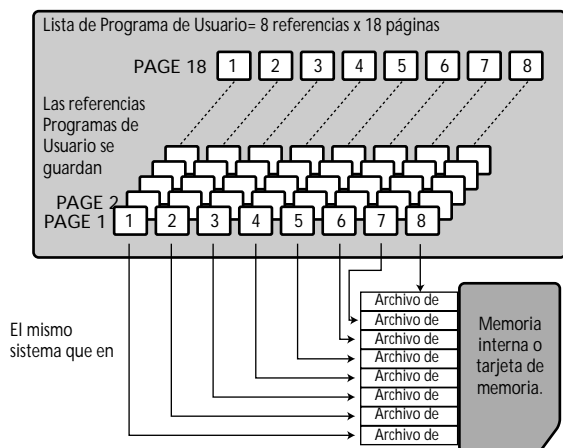 Lista de Programa de Usuario= 8 referencias x 18 páginas
PAGE 18 1 2 3 4 5 6 7 8
Las referencias
Programas de
Usuario se
guardan
PAGE 2
PAGE 1 1 2 3 4 5 6 7 8
El mismo
sistema que en
Archivo de
Archivo de
Archivo de
Archivo de
Archivo de
Archivo de
Archivo de
Archivo de
Memoria
interna o
tarjeta de
memoria.